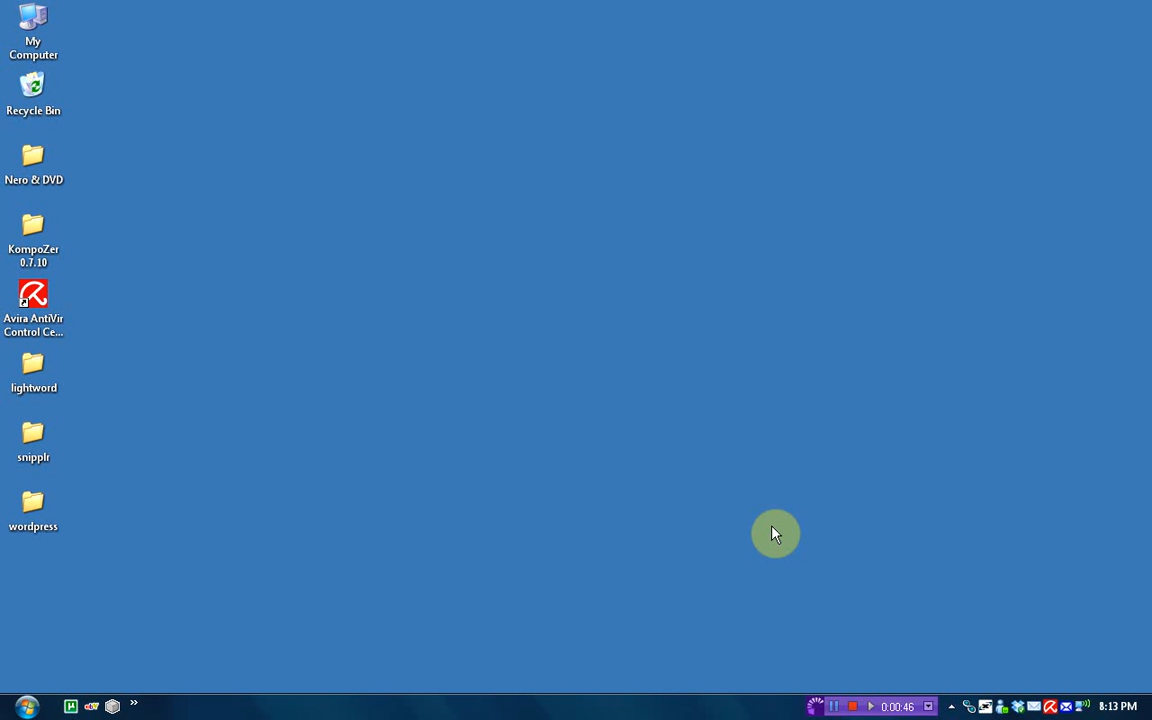 My
Computer
Recycle Bin
Nero & DVD
KompoZer
0.7.10
Avira AntiVir
Control Ce...
lightword
snipplr
wordpress
0:00:46
8:13 PM